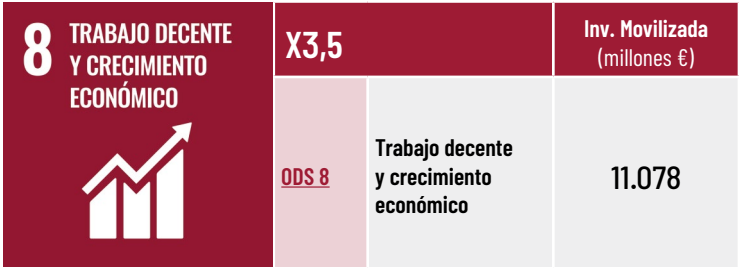 8 TRABAJO DECENTE
Y CRECIMIENTO
ECONÓMICO
X3,5
Inv. Movilizada
(millones €)
ODS 8
Trabajo decente
y crecimiento
económico
11.078